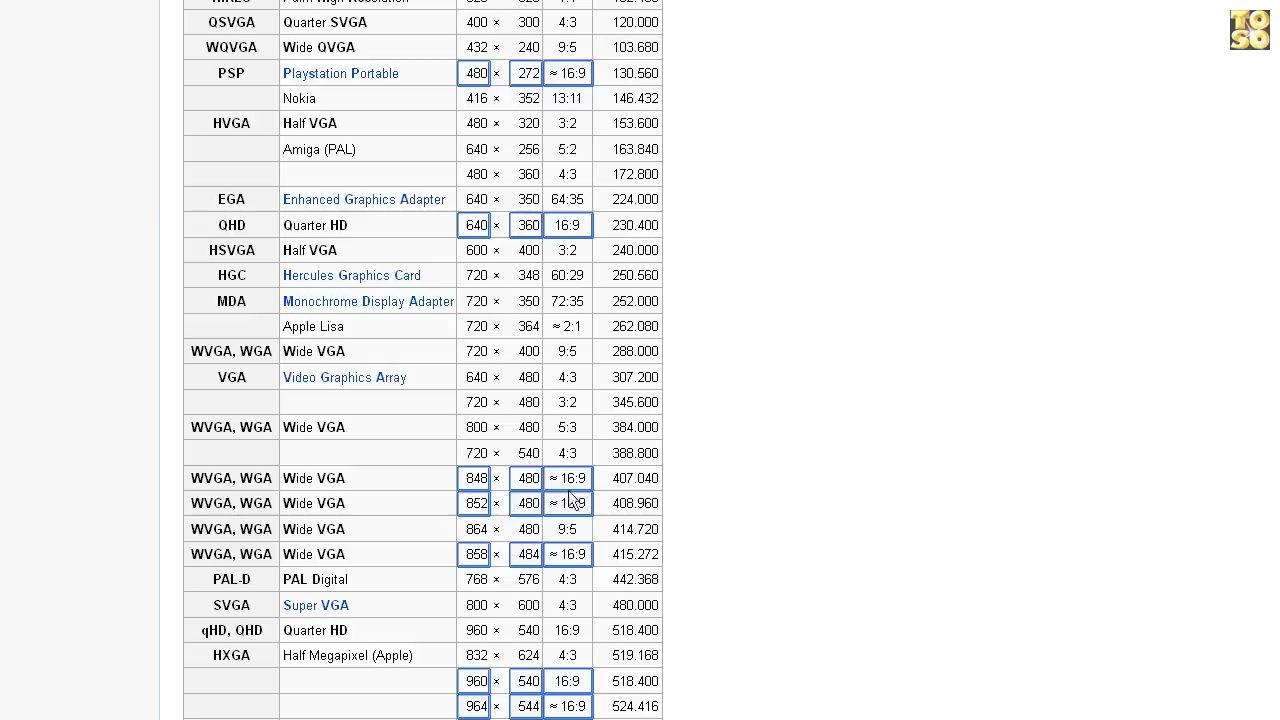 QSVGA Quarter SVGA 400 × 300 4:3 120.000
WQVGA Wide QVGA 432 × 240 9:5 103.680
PSP Playstation Portable 480 × 272 ≈ 16:9 130.560
Nokia 416 × 352 13:11 146.432
HVGA Half VGA 480 × 320 3:2 153.600
Amiga (PAL) 640 × 256 5:2 163.840
480 × 360 4:3 172.800
EGA Enhanced Graphics Adapter 640 × 350 64:35 224.000
QHD Quarter HD 640 × 360 16:9 230.400
HSVGA Half VGA 600 × 400 3:2 240.000
HGC Hercules Graphics Card 720 × 348 60:29 250.560
MDA Monochrome Display Adapter 720 × 350 72:35 252.000
Apple Lisa 720 × 364 ≈ 2:1 262.080
WVGA, WGA Wide VGA 720 × 400 9:5 288.000
VGA Video Graphics Array 640 × 480 4:3 307.200
720 × 480 3:2 345.600
WVGA, WGA Wide VGA 800 × 480 5:3 384.000
720 × 540 4:3 388.800
WVGA, WGA Wide VGA 848 × 480 ≈ 16:9 407.040
WVGA, WGA Wide VGA 852 × 480 ≈ 16:9 408.960
WVGA, WGA Wide VGA 864 × 480 9:5 414.720
WVGA, WGA Wide VGA 858 × 484 ≈ 16:9 415.272
PAL-D PAL Digital 768 × 576 4:3 442.368
SVGA Super VGA 800 × 600 4:3 480.000
qHD, QHD Quarter HD 960 × 540 16:9 518.400
HXGA Half Megapixel (Apple) 832 × 624 4:3 519.168
960 × 540 16:9 518.400
964 × 544 ≈ 16:9 524.416
TO
SO